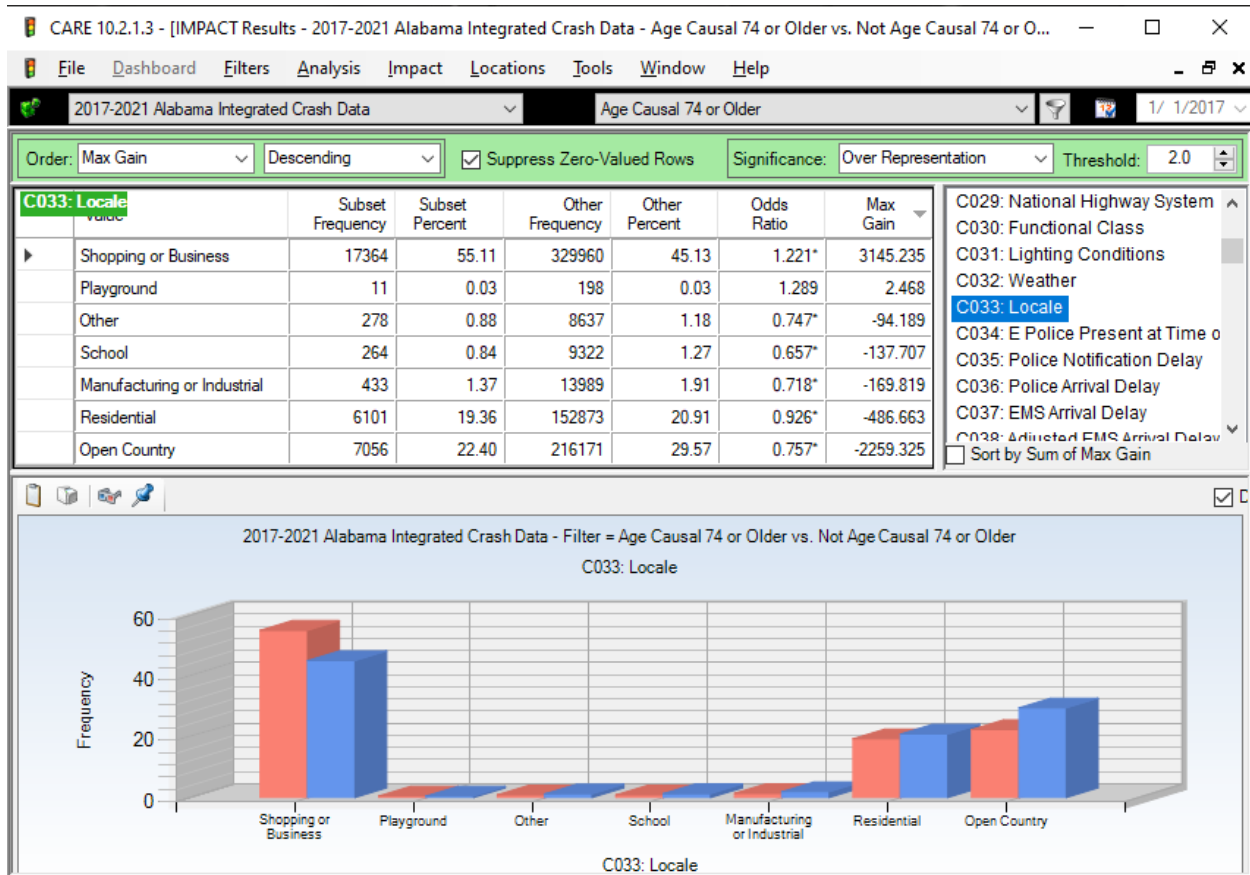 CARE 10.2.1.3 - [IMPACT Results - 2017-2021 Alabama Integrated Crash Data - Age Causal 74 or Older vs. Not Age Causal 74 or O...
File Dashboard Filters Analysis Impact Locations Tools Window Help
2017-2021 Alabama Integrated Crash Data Age Causal 74 or Older 1/ 1/2017
Order: Max Gain Descending Suppress Zero-Valued Rows Significance: Over Representation Threshold: 2.0
C033: Locale Subset Frequency Subset Percent Other Frequency Other Percent Odds Ratio Max Gain
Shopping or Business 17364 55.11 329960 45.13 1.221* 3145.235
Playground 11 0.03 198 0.03 1.289 2.468
Other 278 0.88 8637 1.18 0.747* -94.189
School 264 0.84 9322 1.27 0.657* -137.707
Manufacturing or Industrial 433 1.37 13989 1.91 0.718* -169.819
Residential 6101 19.36 152873 20.91 0.926* -486.663
Open Country 7056 22.40 216171 29.57 0.757* -2259.325
C029: National Highway System
C030: Functional Class
C031: Lighting Conditions
C032: Weather
C033: Locale
C034: E Police Present at Time o
C035: Police Notification Delay
C036: Police Arrival Delay
C037: EMS Arrival Delay
C038: Adjusted EMS Arrival Delay
Sort by Sum of Max Gain
D
2017-2021 Alabama Integrated Crash Data - Filter = Age Causal 74 or Older vs. Not Age Causal 74 or Older
C033: Locale
Frequency
60
40
20
0
Shopping or
Business
Playground
Other
School
Manufacturing
or Industrial
Residential
Open Country
C033: Locale